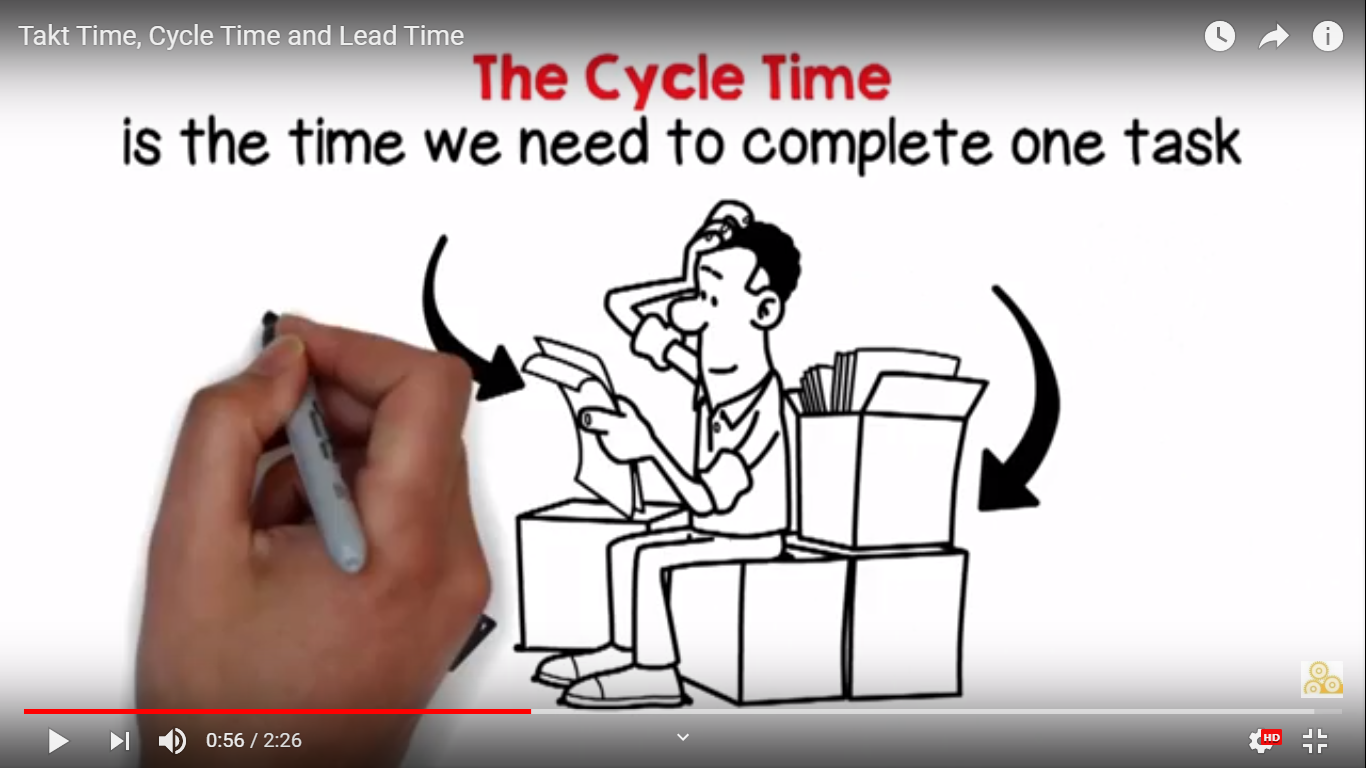 Takt Time, Cycle Time and Lead Time
The Cycle Time
is the time we need to complete one task
0:56 / 2:26
HD